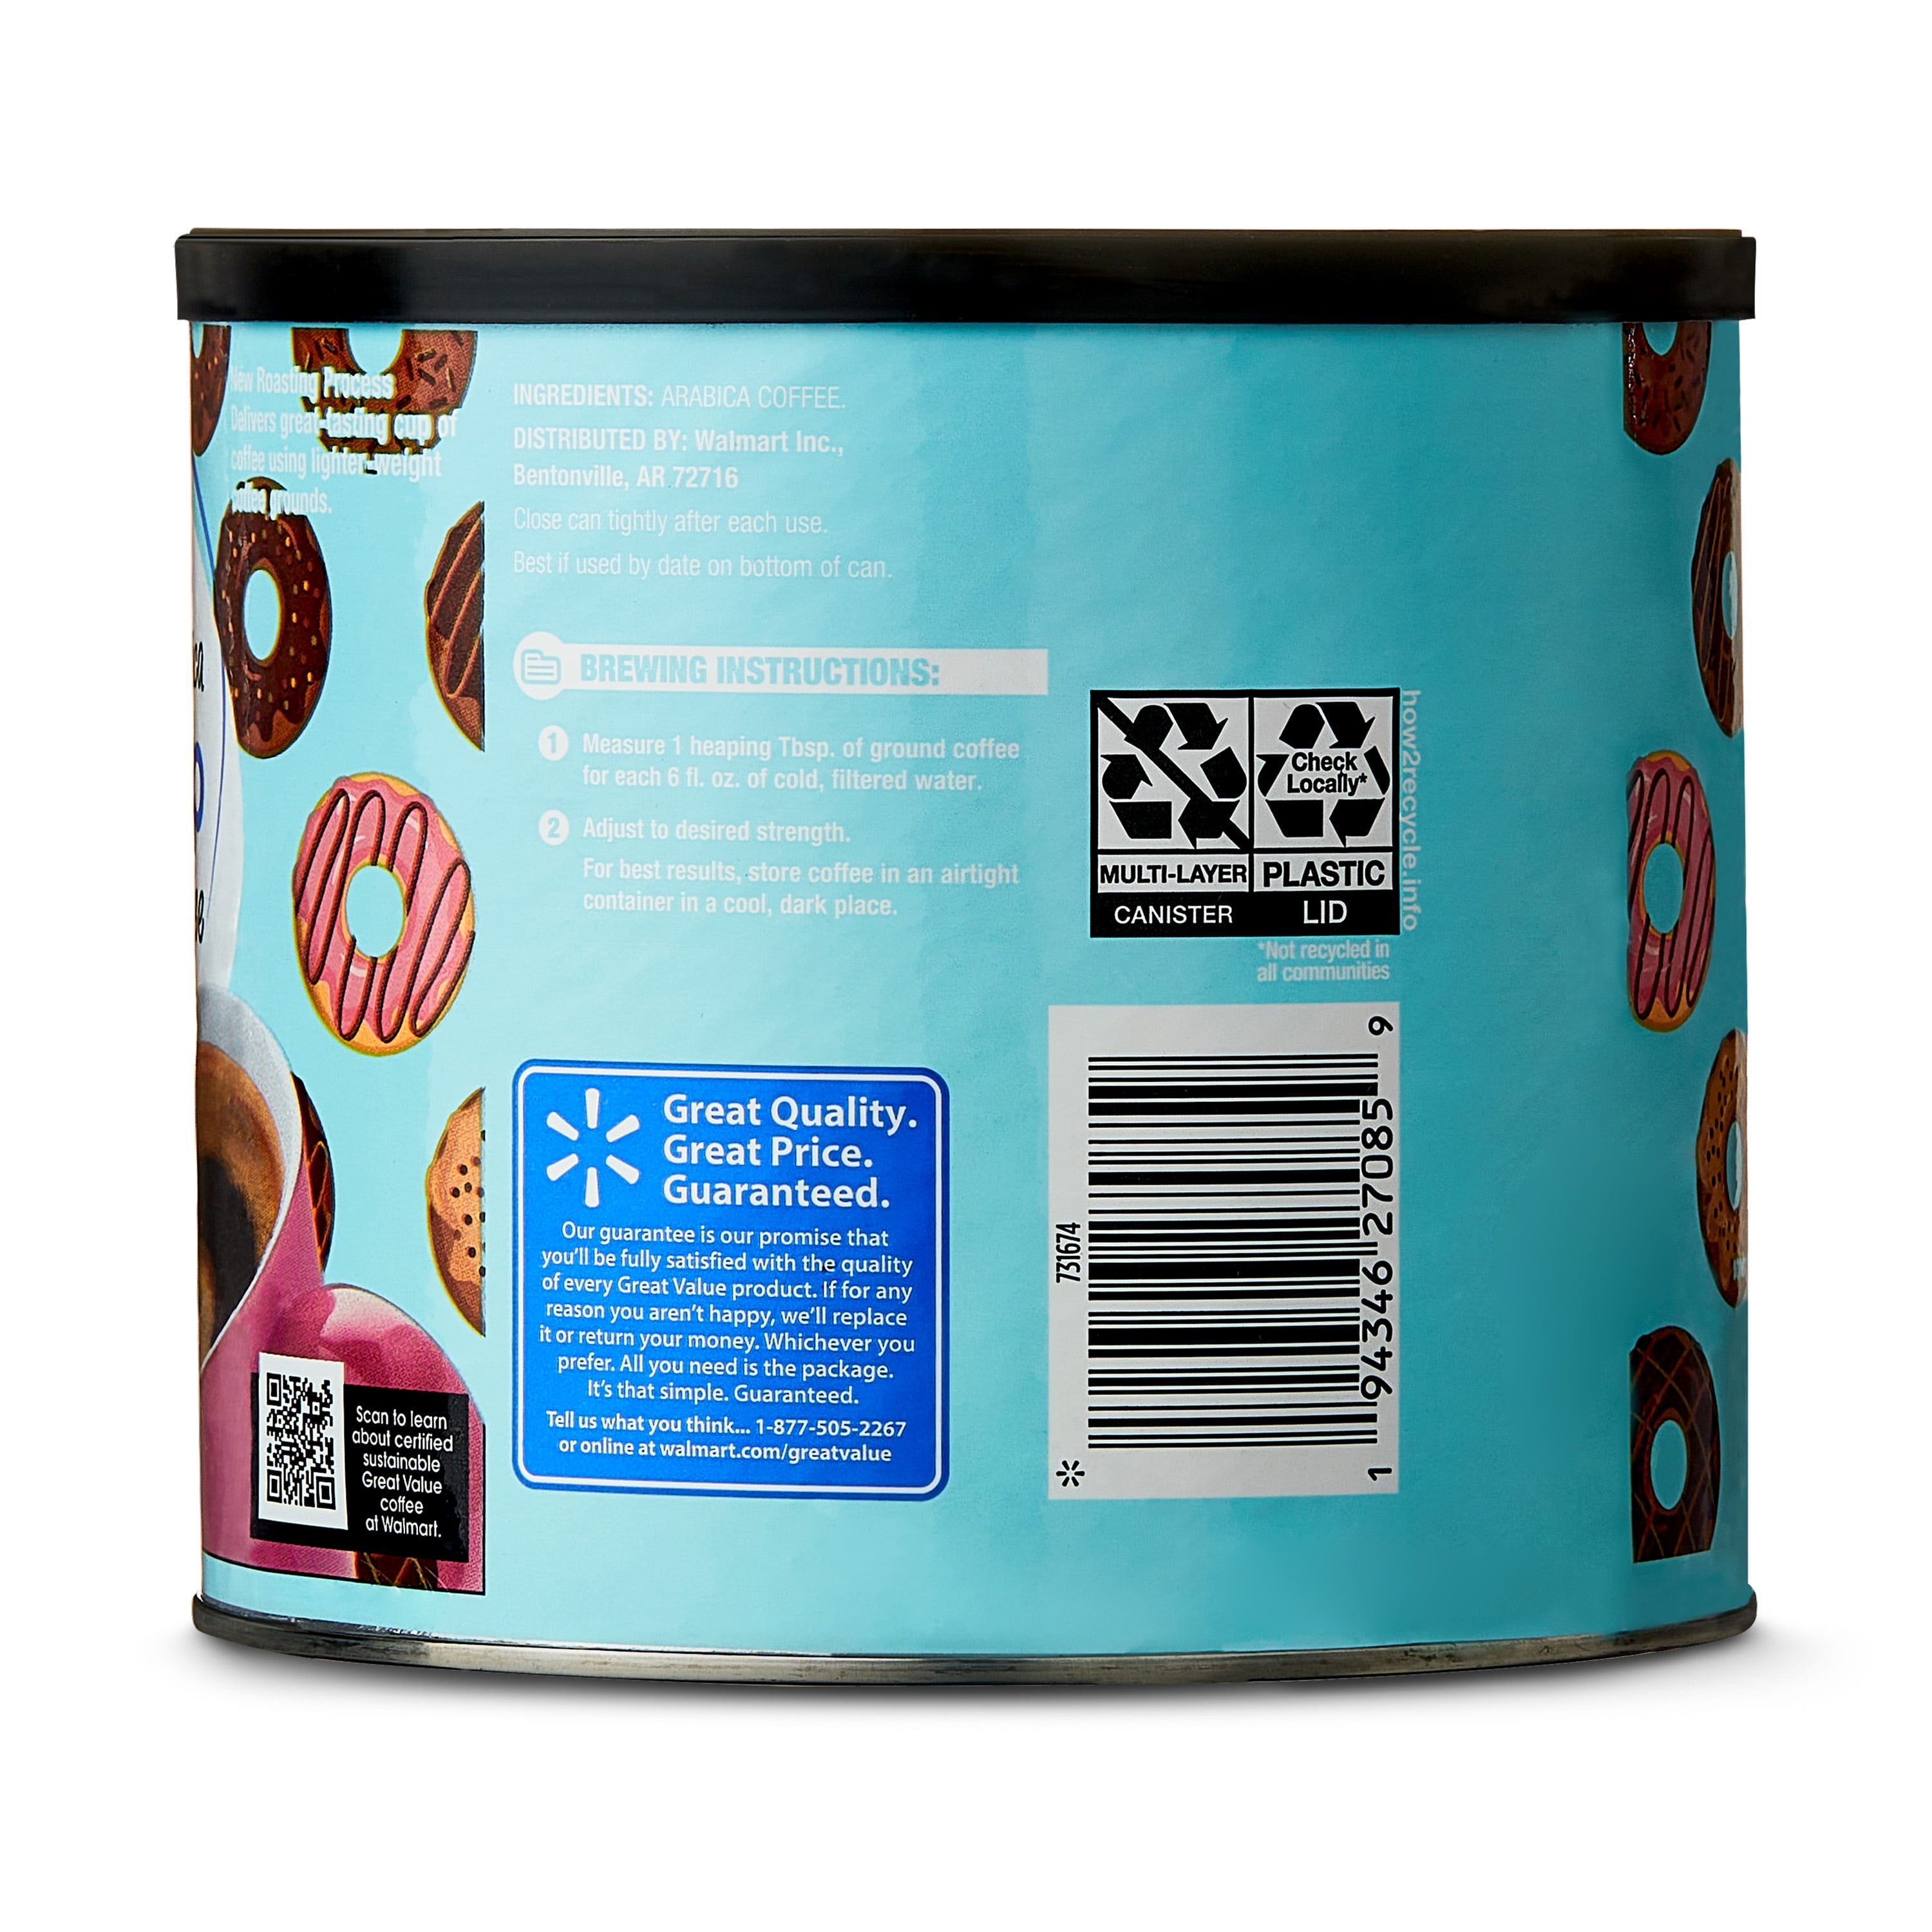 New Roasting Process
Delivers great-tasting cup of
coffee using lighter-weight
coffee grounds.
INGREDIENTS: ARABICA COFFEE.
DISTRIBUTED BY: Walmart Inc.,
Bentonville, AR 72716
Close can tightly after each use.
Best if used by date on bottom of can.
BREWING INSTRUCTIONS:
1 Measure 1 heaping Tbsp. of ground coffee
for each 6 fl. oz. of cold, filtered water.
2 Adjust to desired strength.
For best results, store coffee in an airtight
container in a cool, dark place.
Check
Locally*
MULTI-LAYER
CANISTER
PLASTIC
LID
how2recycle.info
*Not recycled in
all communities
Great Quality.
Great Price.
Guaranteed.
Our guarantee is our promise that
you'll be fully satisfied with the quality
of every Great Value product. If for any
reason you aren't happy, we'll replace
it or return your money. Whichever you
prefer. All you need is the package.
It's that simple. Guaranteed.
Tell us what you think... 1-877-505-2267
or online at walmart.com/greatvalue
731674
1 94346 27085 9
Scan to learn
about certified
sustainable
Great Value
coffee
at Walmart.